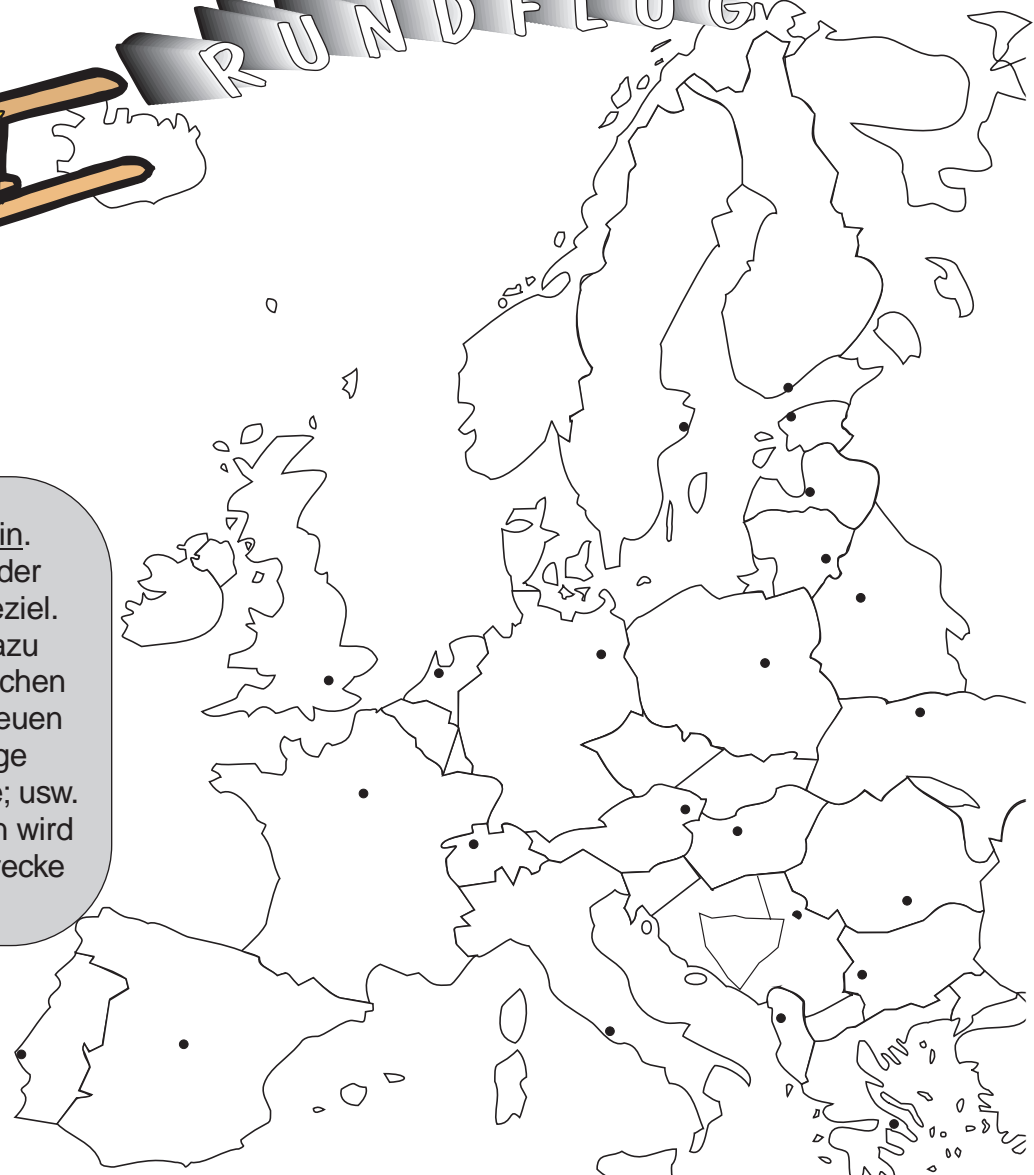 RUNDFLUG
in.
der
eziel.
azu
chen
euen
ge
e; usw.
n wird
recke